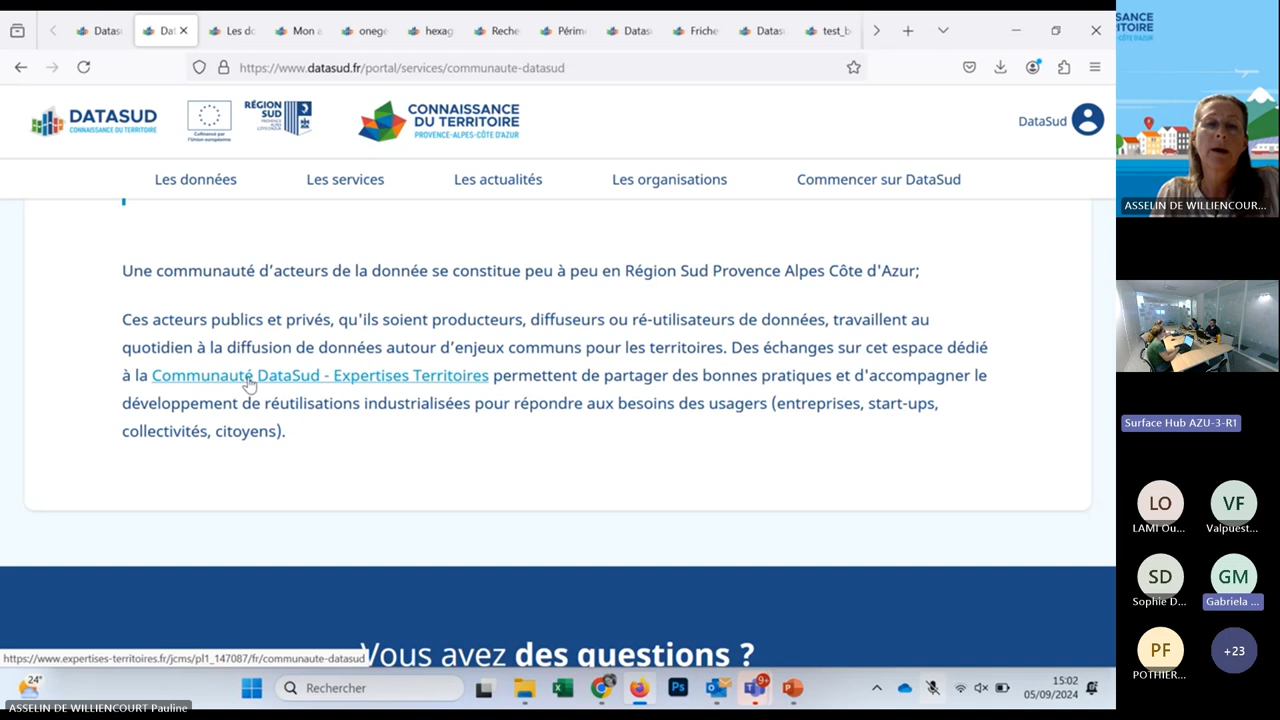 Datas
Dat
Les do
Mon a
onege
hexag
Reche
Périm
Datas
Friche
Datas
test_b
https://www.datasud.fr/portal/services/communaute-datasud
DATASUD
CONNAISSANCE DU TERRITOIRE
Cofinancé par
l'Union européenne
RÉGION
SUD
CONNAISSANCE
DU TERRITOIRE
PROVENCE-ALPES-CÔTE D'AZUR
DataSud
Les données
Les services
Les actualités
Les organisations
Commencer sur DataSud
Une communauté d'acteurs de la donnée se constitue peu à peu en Région Sud Provence Alpes Côte d'Azur;
Ces acteurs publics et privés, qu'ils soient producteurs, diffuseurs ou ré-utilisateurs de données, travaillent au
quotidien à la diffusion de données autour d'enjeux communs pour les territoires. Des échanges sur cet espace dédié
à la Communauté DataSud - Expertises Territoires permettent de partager des bonnes pratiques et d'accompagner le
développement de réutilisations industrialisées pour répondre aux besoins des usagers (entreprises, start-ups,
collectivités, citoyens).
Vous avez des questions ?
https://www.expertises-territoires.fr/jcms/pl1_147087/fr/communaute-datasud
24°
Rechercher
9+
15:02
05/09/2024
ASSELIN DE WILLIENCOURT Pauline
SANCE
ASSELIN DE WILLIENCOUR...
Surface Hub AZU-3-R1
LO
LAMI Ou...
VF
Valpuest...
SD
Sophie D...
GM
Gabriela ...
PF
POTHIER...
+23